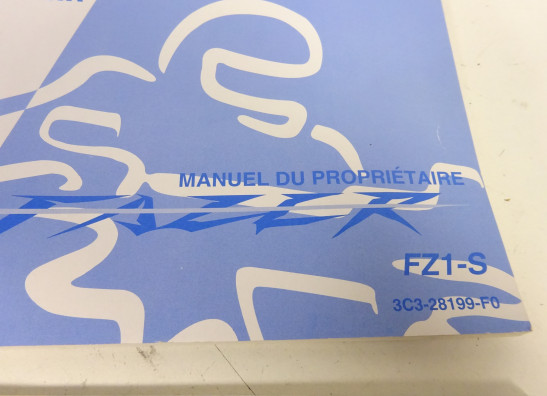 MANUEL DU PROPRIÉTAIRE
FAZER
FZ1-S
3C3-28199-F0